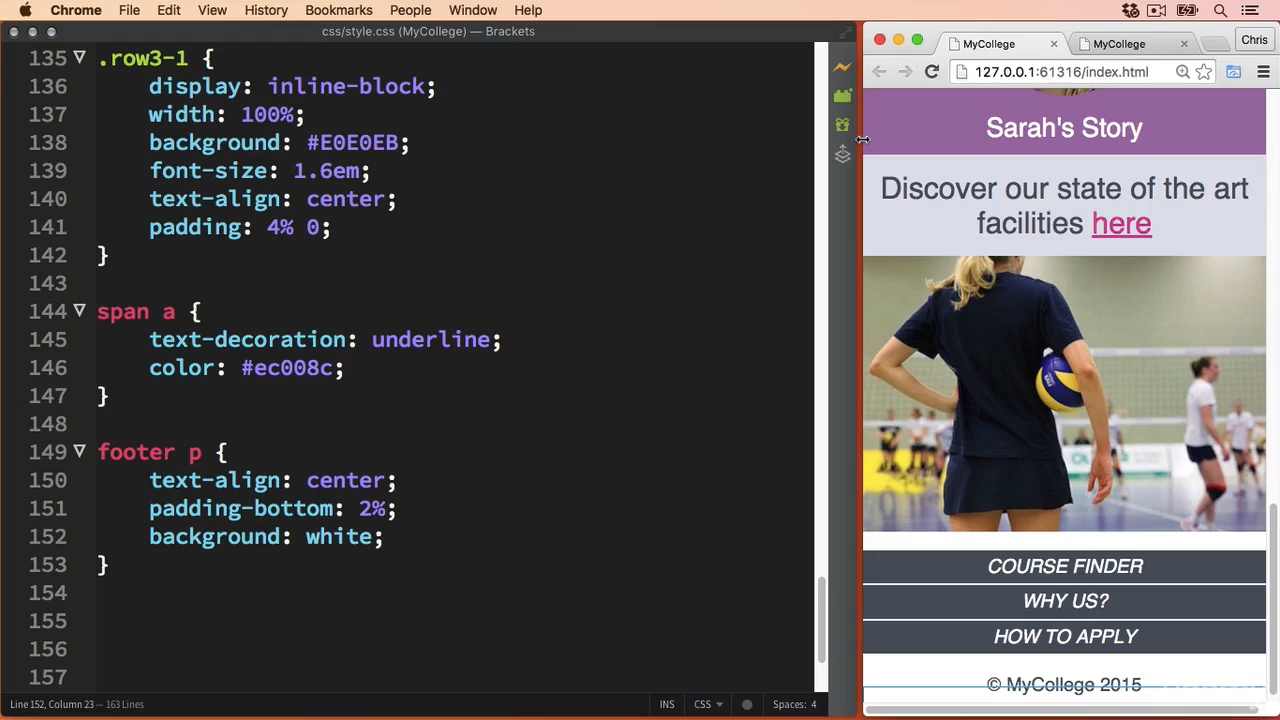 Chrome File Edit View History Bookmarks People Window Help
css/style.css (MyCollege) — Brackets
135 .row3-1 {
136 display: inline-block;
137 width: 100%;
138 background: #E0E0EB;
139 font-size: 1.6em;
140 text-align: center;
141 padding: 4% 0;
142 }
143
144 span a {
145 text-decoration: underline;
146 color: #ec008c;
147 }
148
149 footer p {
150 text-align: center;
151 padding-bottom: 2%;
152 background: white;
153 }
154
155
156
157
Line 152, Column 23 — 163 Lines INS CSS Spaces: 4
MyCollege MyCollege Chris
127.0.0.1:61316/index.html
Sarah's Story
Discover our state of the art
facilities here
COURSE FINDER
WHY US?
HOW TO APPLY
© MyCollege 2015